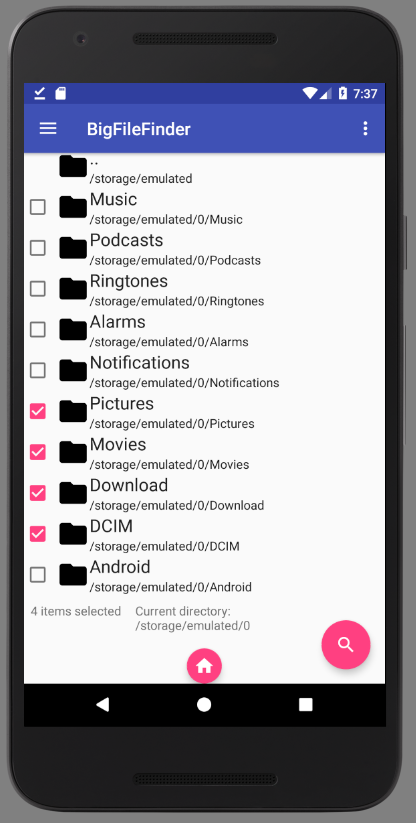 7:37
BigFileFinder
..
/storage/emulated
Music
/storage/emulated/0/Music
Podcasts
/storage/emulated/0/Podcasts
Ringtones
/storage/emulated/0/Ringtones
Alarms
/storage/emulated/0/Alarms
Notifications
/storage/emulated/0/Notifications
Pictures
/storage/emulated/0/Pictures
Movies
/storage/emulated/0/Movies
Download
/storage/emulated/0/Download
DCIM
/storage/emulated/0/DCIM
Android
/storage/emulated/0/Android
4 items selected Current directory:
/storage/emulated/0